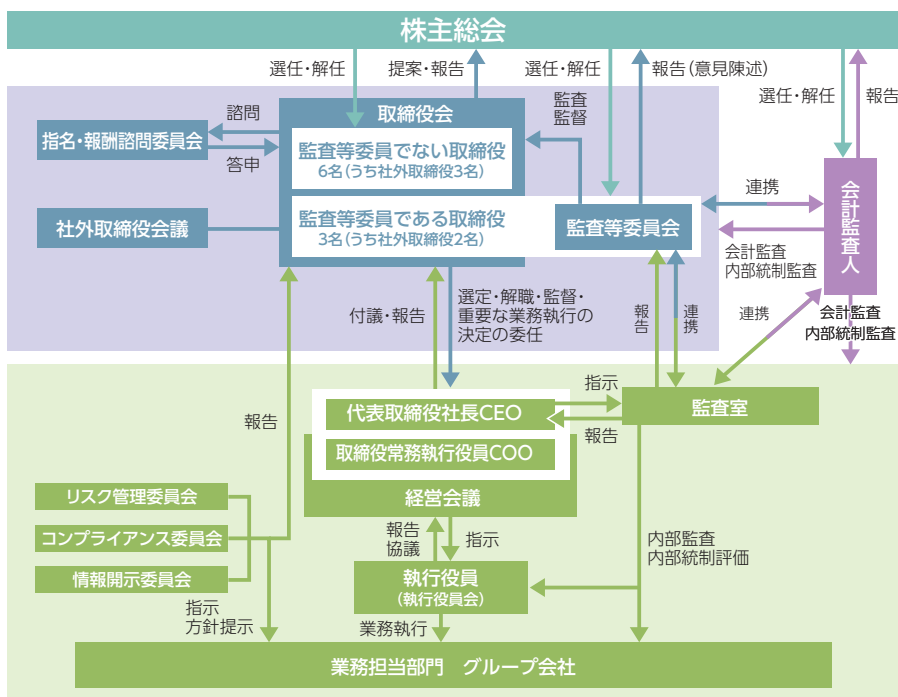 株主総会
選任・解任
提案・報告
選任・解任
報告（意見陳述）
選任・解任
報告
取締役会
監査
監督
諮問
指名・報酬諮問委員会
答申
監査等委員でない取締役
6名（うち社外取締役3名）
監査等委員である取締役
3名（うち社外取締役2名）
監査等委員会
社外取締役会議
連携
会計監査人
会計監査
内部統制監査
付議・報告
選定・解職・監督・
重要な業務執行の
決定の委任
報告
連携
連携
会計監査
内部統制監査
報告
代表取締役社長CEO
指示
監査室
報告
取締役常務執行役員COO
経営会議
リスク管理委員会
コンプライアンス委員会
情報開示委員会
報告
協議
指示
内部監査
内部統制評価
執行役員
（執行役員会）
指示
方針提示
業務執行
業務担当部門　グループ会社